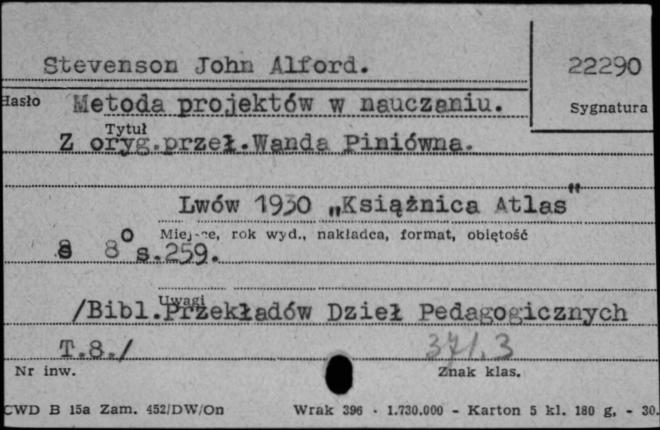 Stevenson John Alford. 22290
Hasło Metoda projektów w nauczaniu. Sygnatura
Tytuł
Z oryg.przeł.Wanda Piniówna.
Lwów 1930 „Książnica Atlas"
Miejsce, rok wyd., nakładca, format, objętość
8 8° s.259.
Uwagi
/Bibl.Przekładów Dzieł Pedagogicznych
T.8./ 371.3
Nr inw. Znak klas.
CWD B 15a Zam. 452/DW/On Wrak 396 - 1.730.000 - Karton 5 kl. 180 g. - 30.